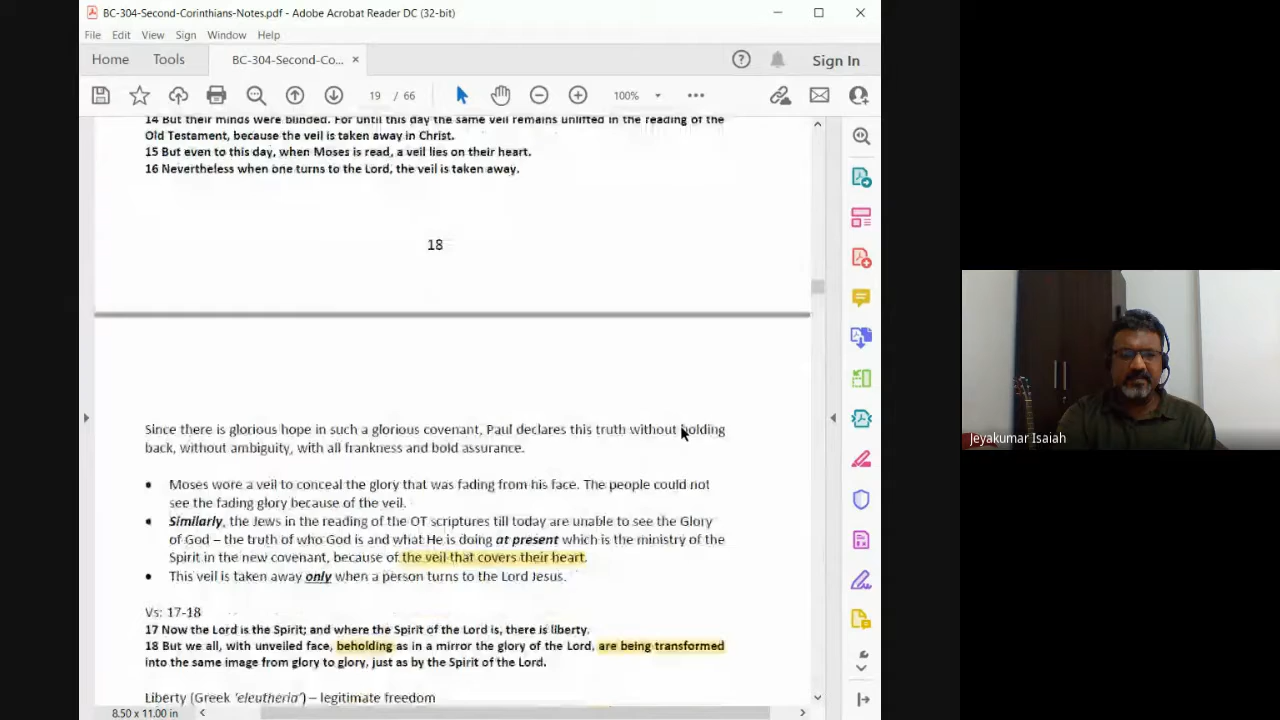 BC-304-Second-Corinthians-Notes.pdf - Adobe Acrobat Reader DC (32-bit)
File Edit View Sign Window Help
Home Tools BC-304-Second-Co... × Sign In
19 / 66 100%
14 But their minds were blinded. For until this day the same veil remains unlifted in the reading of the
Old Testament, because the veil is taken away in Christ.
15 But even to this day, when Moses is read, a veil lies on their heart.
16 Nevertheless when one turns to the Lord, the veil is taken away.
18
Since there is glorious hope in such a glorious covenant, Paul declares this truth without holding
back, without ambiguity, with all frankness and bold assurance.
• Moses wore a veil to conceal the glory that was fading from his face. The people could not
see the fading glory because of the veil.
• Similarly, the Jews in the reading of the OT scriptures till today are unable to see the Glory
of God – the truth of who God is and what He is doing at present which is the ministry of the
Spirit in the new covenant, because of the veil that covers their heart.
• This veil is taken away only when a person turns to the Lord Jesus.
Vs: 17-18
17 Now the Lord is the Spirit; and where the Spirit of the Lord is, there is liberty.
18 But we all, with unveiled face, beholding as in a mirror the glory of the Lord, are being transformed
into the same image from glory to glory, just as by the Spirit of the Lord.
Liberty (Greek ‘eleutheria’) – legitimate freedom
8.50 x 11.00 in
Jeyakumar Isaiah